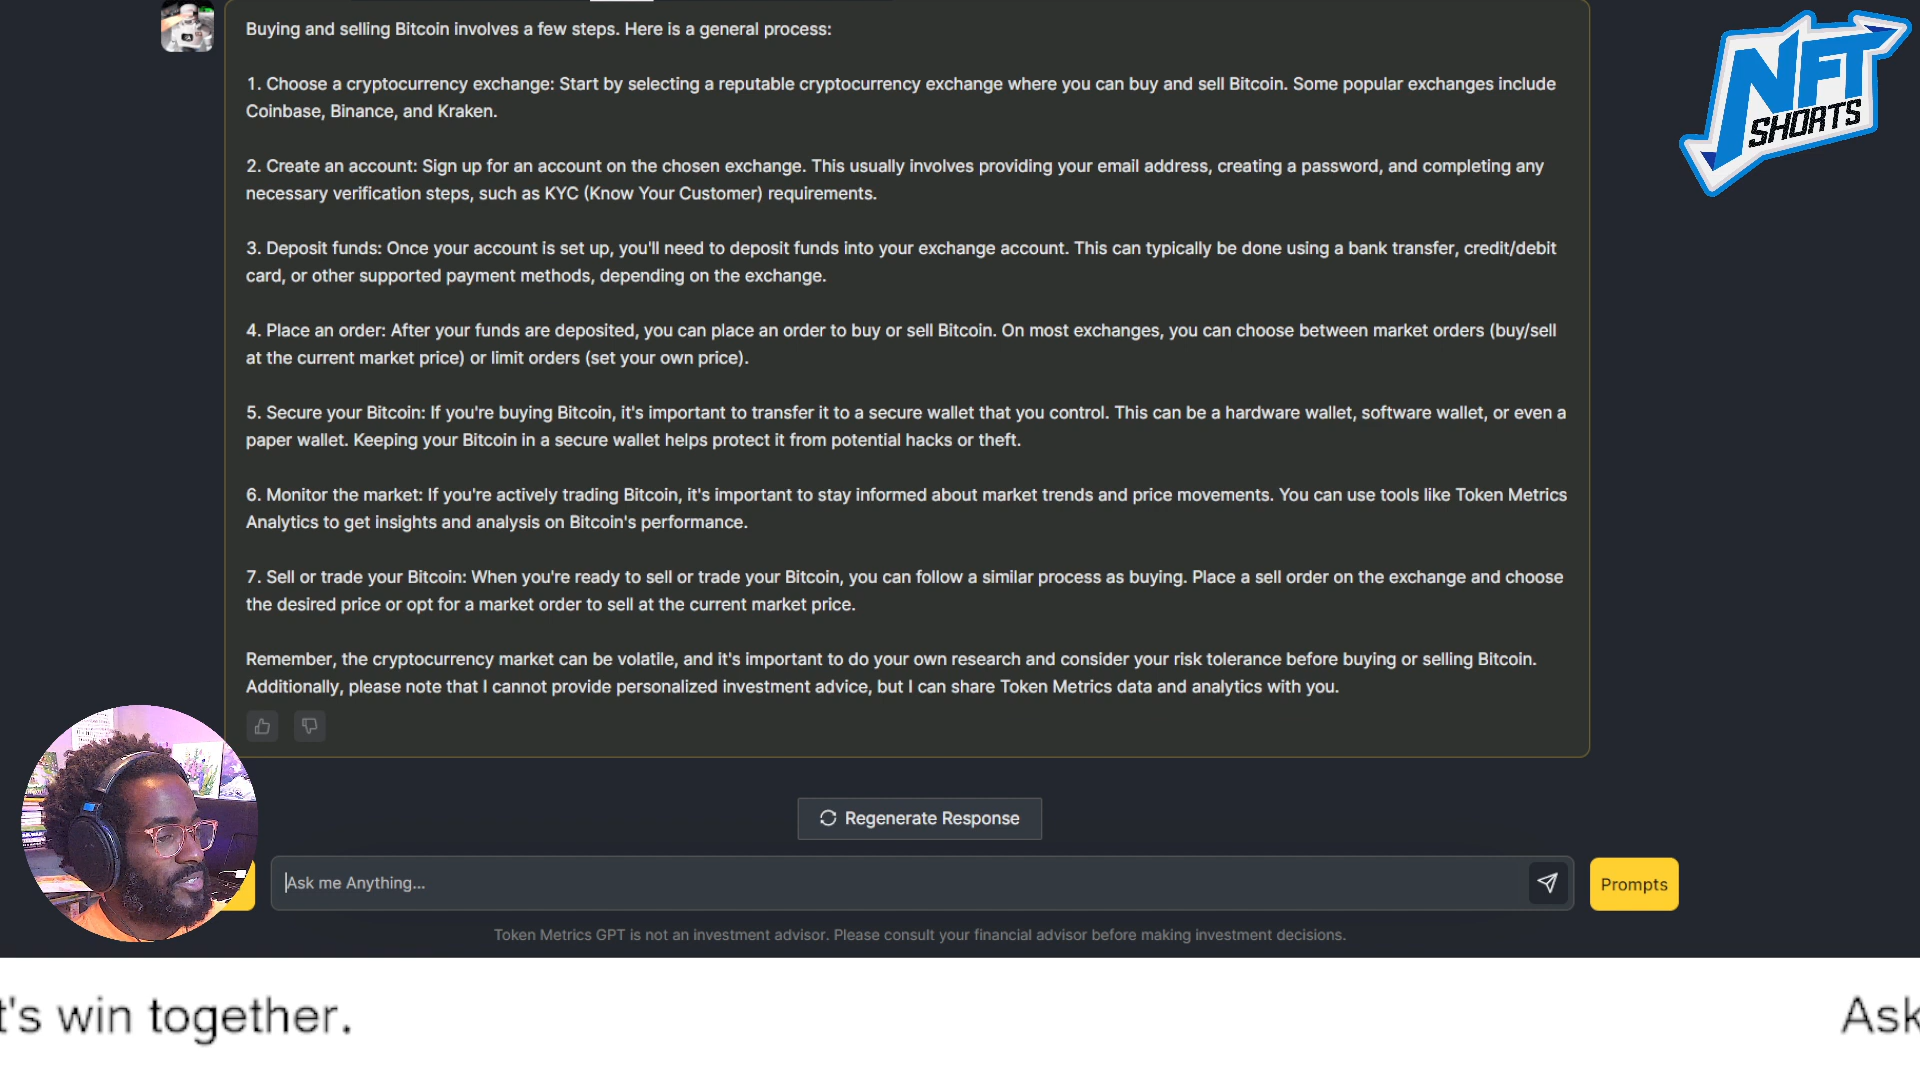 Buying and selling Bitcoin involves a few steps. Here is a general process:
1. Choose a cryptocurrency exchange: Start by selecting a reputable cryptocurrency exchange where you can buy and sell Bitcoin. Some popular exchanges include
Coinbase, Binance, and Kraken.
2. Create an account: Sign up for an account on the chosen exchange. This usually involves providing your email address, creating a password, and completing any
necessary verification steps, such as KYC (Know Your Customer) requirements.
3. Deposit funds: Once your account is set up, you'll need to deposit funds into your exchange account. This can typically be done using a bank transfer, credit/debit
card, or other supported payment methods, depending on the exchange.
4. Place an order: After your funds are deposited, you can place an order to buy or sell Bitcoin. On most exchanges, you can choose between market orders (buy/sell
at the current market price) or limit orders (set your own price).
5. Secure your Bitcoin: If you're buying Bitcoin, it's important to transfer it to a secure wallet that you control. This can be a hardware wallet, software wallet, or even a
paper wallet. Keeping your Bitcoin in a secure wallet helps protect it from potential hacks or theft.
6. Monitor the market: If you're actively trading Bitcoin, it's important to stay informed about market trends and price movements. You can use tools like Token Metrics
Analytics to get insights and analysis on Bitcoin's performance.
7. Sell or trade your Bitcoin: When you're ready to sell or trade your Bitcoin, you can follow a similar process as buying. Place a sell order on the exchange and choose
the desired price or opt for a market order to sell at the current market price.
Remember, the cryptocurrency market can be volatile, and it's important to do your own research and consider your risk tolerance before buying or selling Bitcoin.
Additionally, please note that I cannot provide personalized investment advice, but I can share Token Metrics data and analytics with you.
NFT
SHORTS
Regenerate Response
Ask me Anything...
Prompts
Token Metrics GPT is not an investment advisor. Please consult your financial advisor before making investment decisions.
t's win together.
Ask